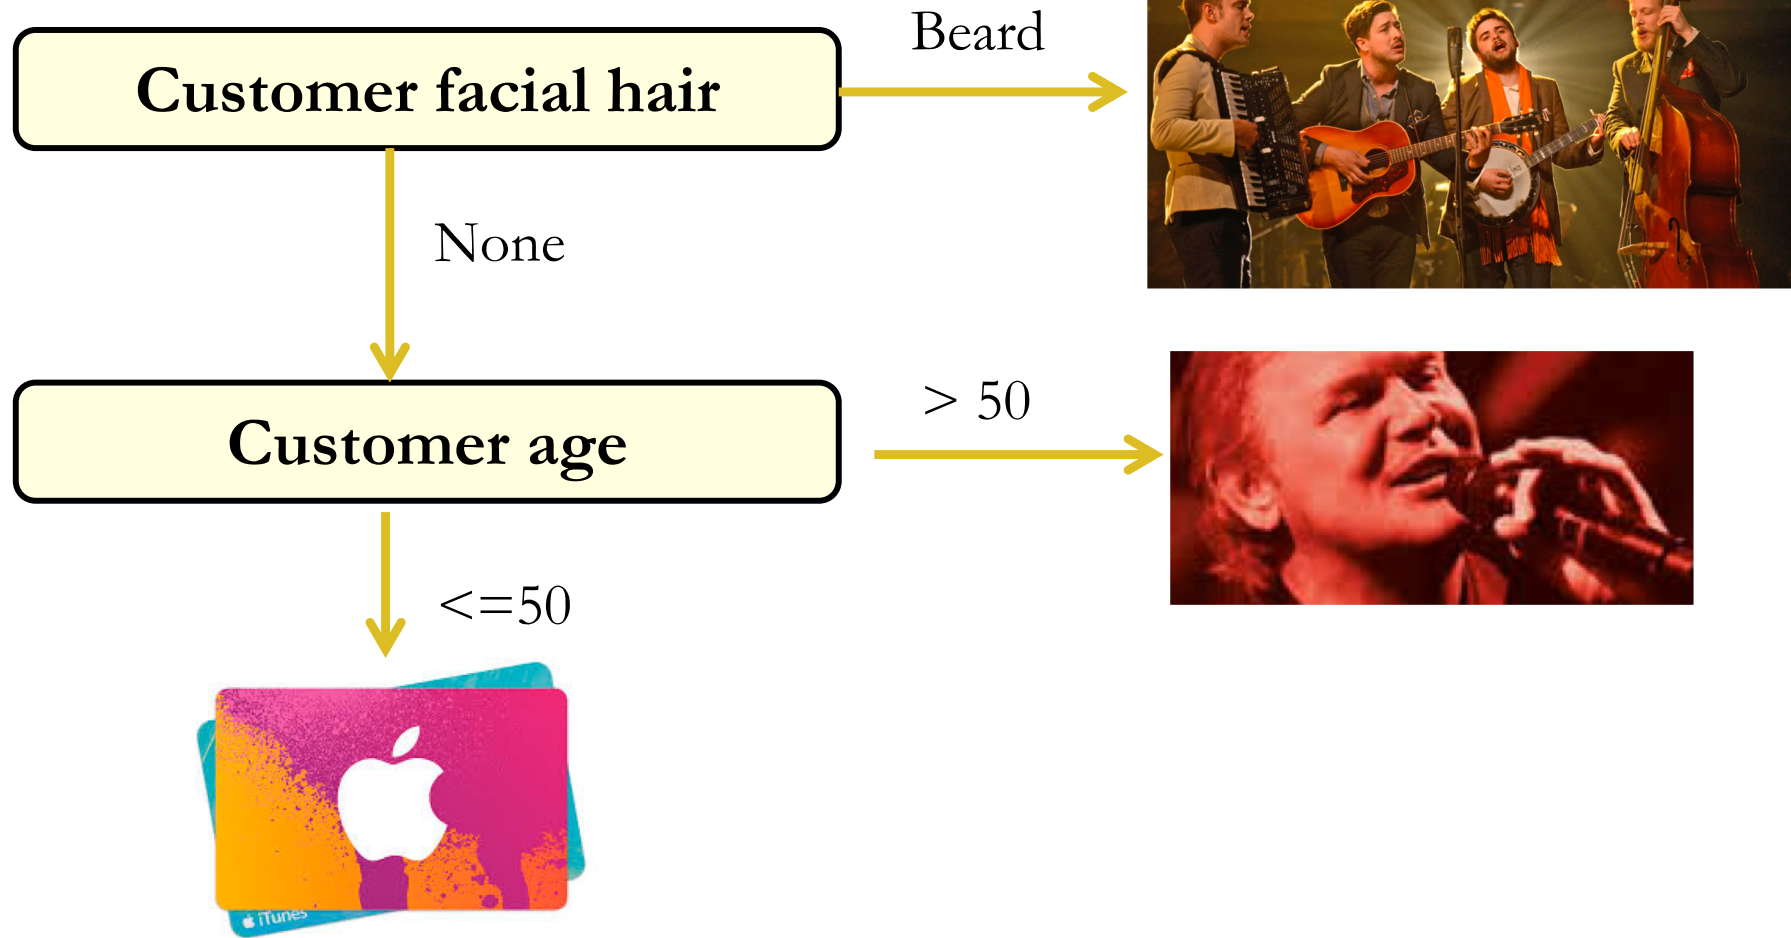 Beard
Customer facial hair
None
> 50
Customer age
<=50
iTunes